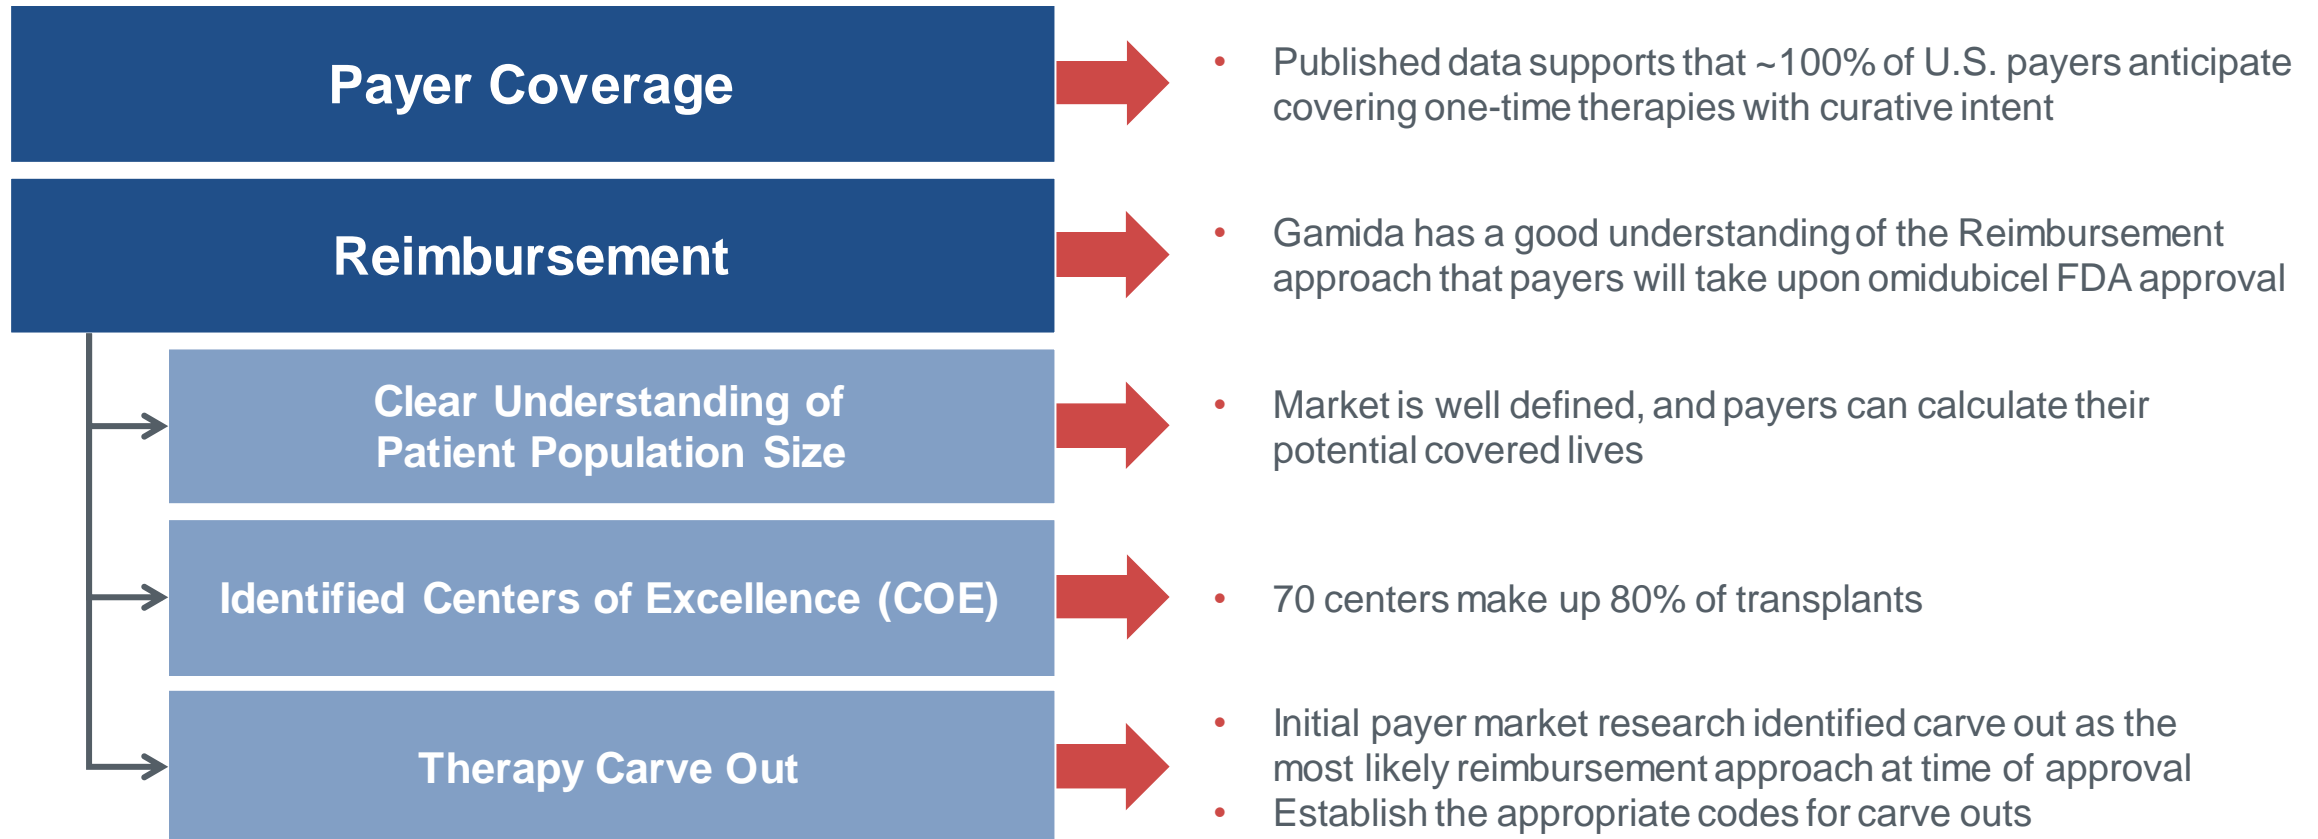 Payer Coverage
• Published data supports that ~100% of U.S. payers anticipate
covering one-time therapies with curative intent
Reimbursement
• Gamida has a good understanding of the Reimbursement
approach that payers will take upon omidubicel FDA approval
Clear Understanding of
Patient Population Size
• Market is well defined, and payers can calculate their
potential covered lives
Identified Centers of Excellence (COE)
• 70 centers make up 80% of transplants
Therapy Carve Out
• Initial payer market research identified carve out as the
most likely reimbursement approach at time of approval
• Establish the appropriate codes for carve outs